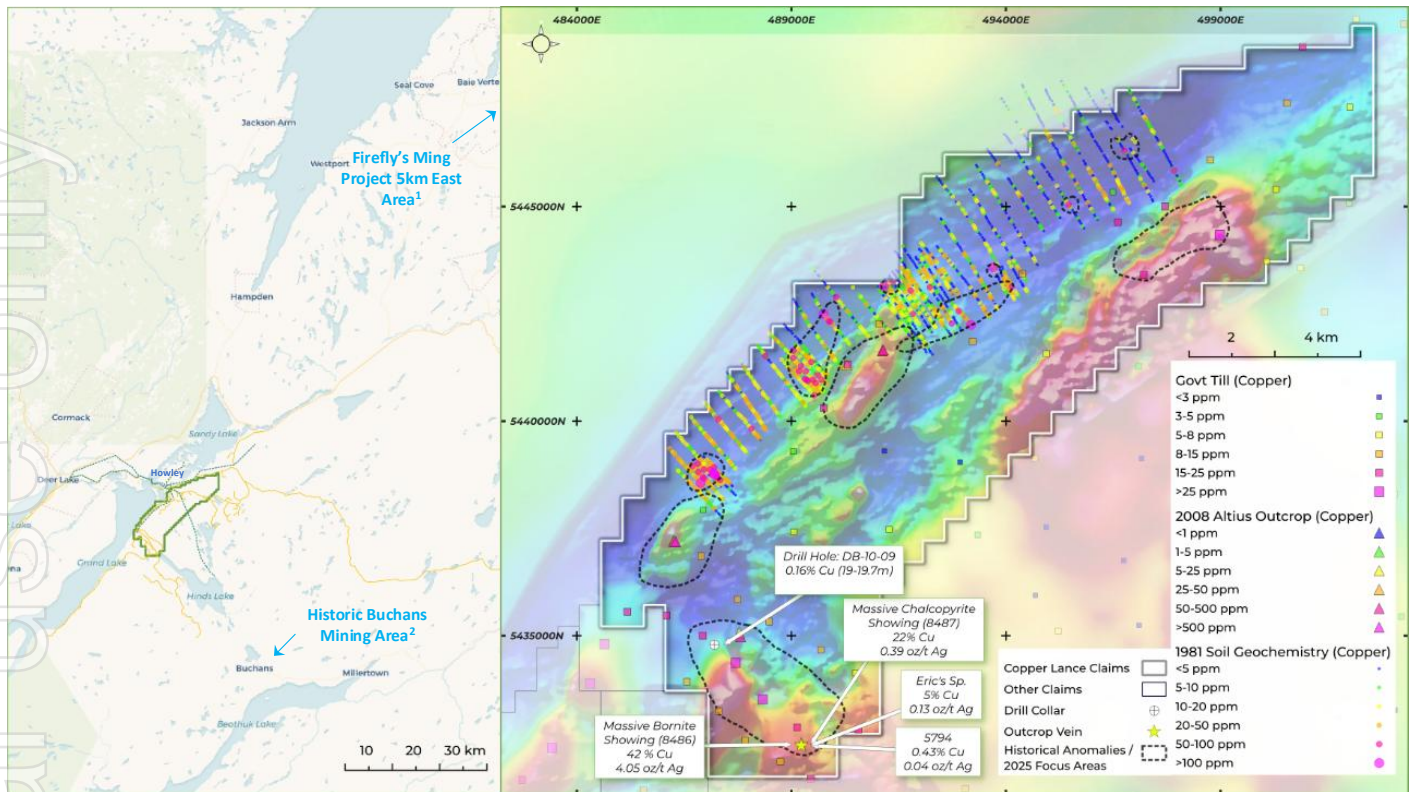 Seal Cove
Baie Verte
Jackson Arm
Westport
Firefly's Ming
Project 5km East
Area1
Hampden
Cormack
Sandy Lake
Howley
Deer Lake
Grand Lake
Hinds Lake
Historic Buchans
Mining Area2
Buchans
Millertown
Beothuk Lake
10 20 30 km
484000E 489000E 494000E 499000E
5445000N
5440000N
5435000N
2 4 km
Drill Hole: DB-10-09
0.16% Cu (19-19.7m)
Massive Chalcopyrite
Showing (8487)
22% Cu
0.39 oz/t Ag
Eric's Sp.
5% Cu
0.13 oz/t Ag
Massive Bornite
Showing (8486)
42 % Cu
4.05 oz/t Ag
5794
0.43% Cu
0.04 oz/t Ag
Govt Till (Copper)
<3 ppm
3-5 ppm
5-8 ppm
8-15 ppm
15-25 ppm
>25 ppm
2008 Altius Outcrop (Copper)
<1 ppm
1-5 ppm
5-25 ppm
25-50 ppm
50-500 ppm
>500 ppm
1981 Soil Geochemistry (Copper)
<5 ppm
5-10 ppm
10-20 ppm
20-50 ppm
50-100 ppm
>100 ppm
Copper Lance Claims
Other Claims
Drill Collar
Outcrop Vein
Historical Anomalies /
2025 Focus Areas